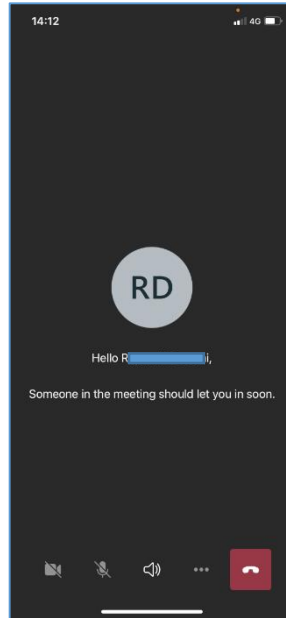 14:12
4G
RD
Hello R i,
Someone in the meeting should let you in soon.